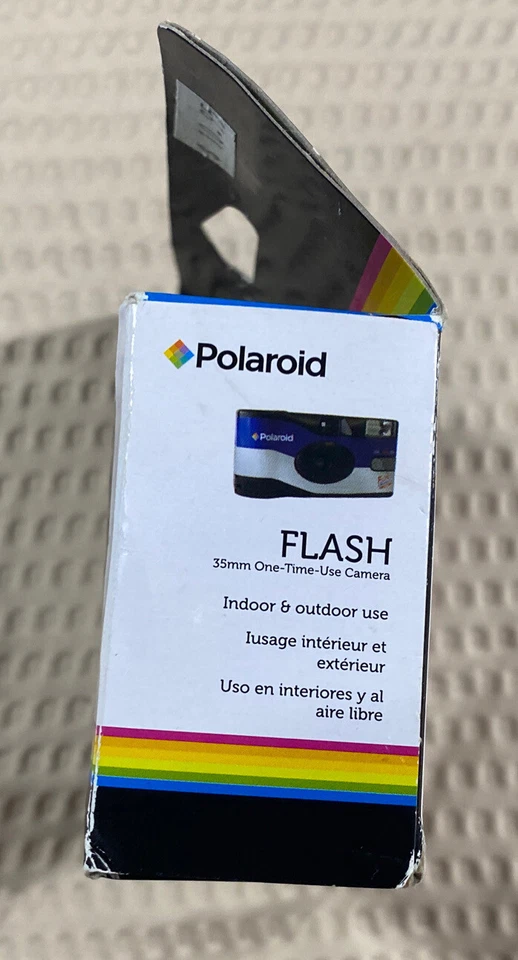 Polaroid
Polaroid
FLASH
35mm One-Time-Use Camera
Indoor & outdoor use
Iusage intérieur et
extérieur
Uso en interiores y al
aire libre